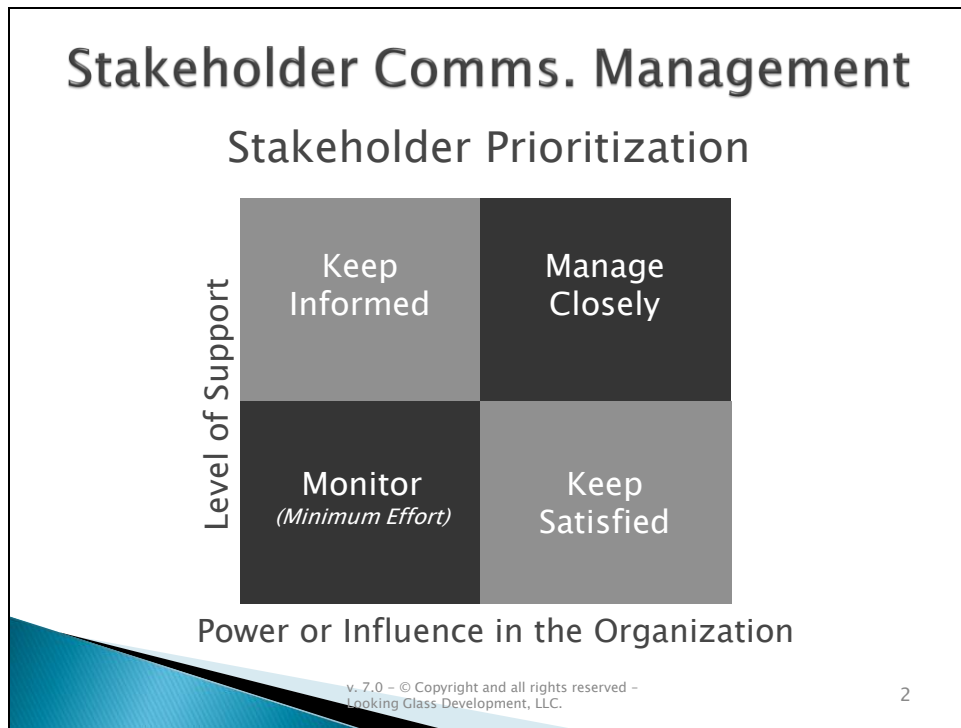 Stakeholder Comms. Management
Stakeholder Prioritization
Keep
Informed
Manage
Closely
Level of Support
Monitor
(Minimum Effort)
Keep
Satisfied
Power or Influence in the Organization
v. 7.0 – © Copyright and all rights reserved –
Looking Glass Development, LLC.
2